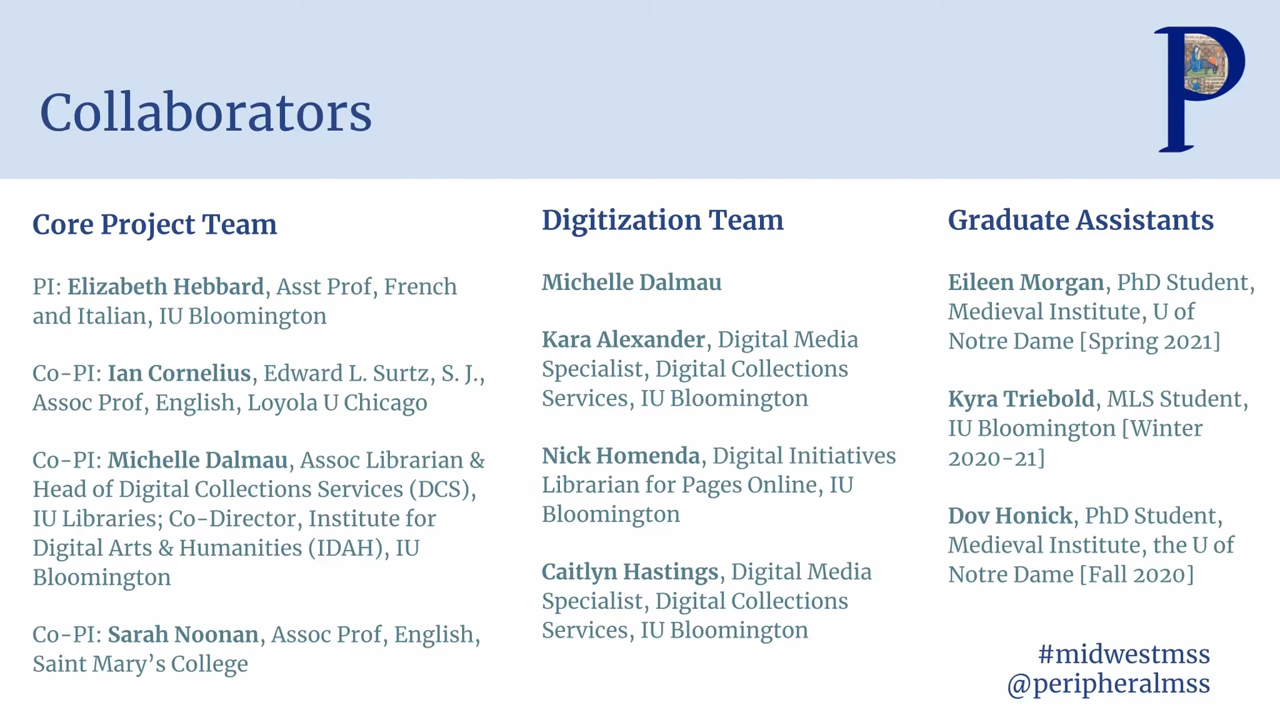 Collaborators
Core Project Team
PI: Elizabeth Hebbard, Asst Prof, French
and Italian, IU Bloomington
Co-PI: Ian Cornelius, Edward L. Surtz, S. J.,
Assoc Prof, English, Loyola U Chicago
Co-PI: Michelle Dalmau, Assoc Librarian &
Head of Digital Collections Services (DCS),
IU Libraries; Co-Director, Institute for
Digital Arts & Humanities (IDAH), IU
Bloomington
Co-PI: Sarah Noonan, Assoc Prof, English,
Saint Mary’s College
Digitization Team
Michelle Dalmau
Kara Alexander, Digital Media
Specialist, Digital Collections
Services, IU Bloomington
Nick Homenda, Digital Initiatives
Librarian for Pages Online, IU
Bloomington
Caitlyn Hastings, Digital Media
Specialist, Digital Collections
Services, IU Bloomington
Graduate Assistants
Eileen Morgan, PhD Student,
Medieval Institute, U of
Notre Dame [Spring 2021]
Kyra Triebold, MLS Student,
IU Bloomington [Winter
2020-21]
Dov Honick, PhD Student,
Medieval Institute, the U of
Notre Dame [Fall 2020]
#midwestmss
@peripheralmss
P